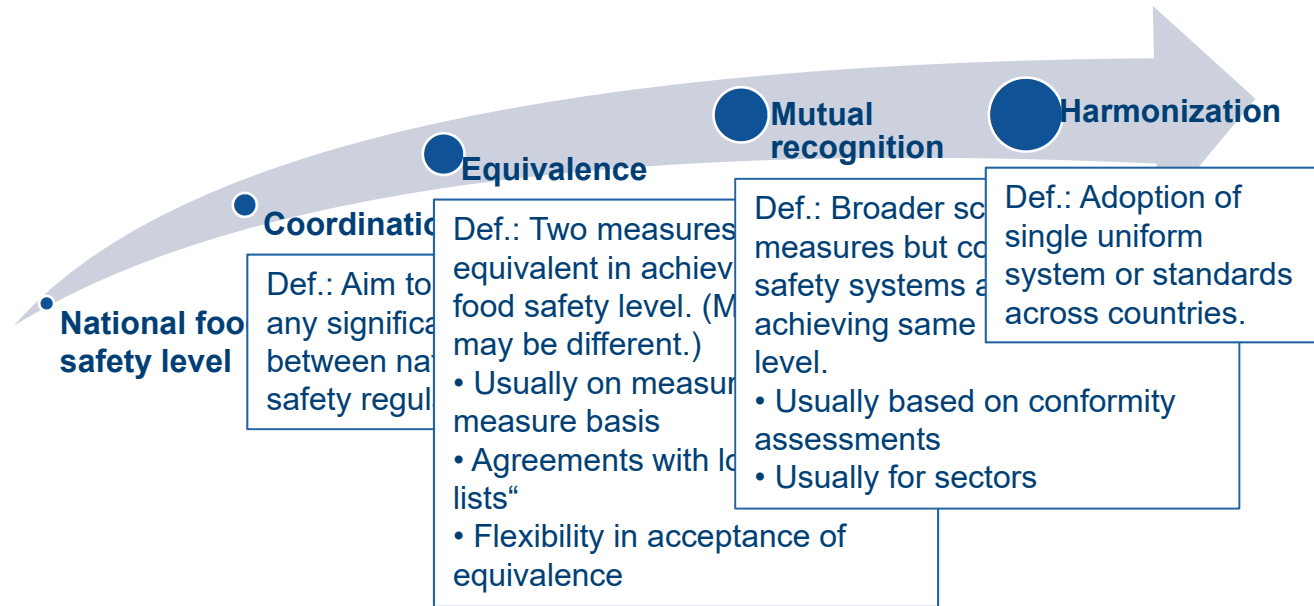 National foo
safety level
Coordinatio
Def.: Aim to
any signific
between nat
safety regul
Equivalence
Def.: Two measures
equivalent in achiev
food safety level. (M
may be different.)
• Usually on measur
measure basis
• Agreements with lo
lists“
• Flexibility in acceptance of
equivalence
Mutual
recognition
Def.: Broader sc
measures but co
safety systems a
achieving same
level.
• Usually based on conformity
assessments
• Usually for sectors
Harmonization
Def.: Adoption of
single uniform
system or standards
across countries.